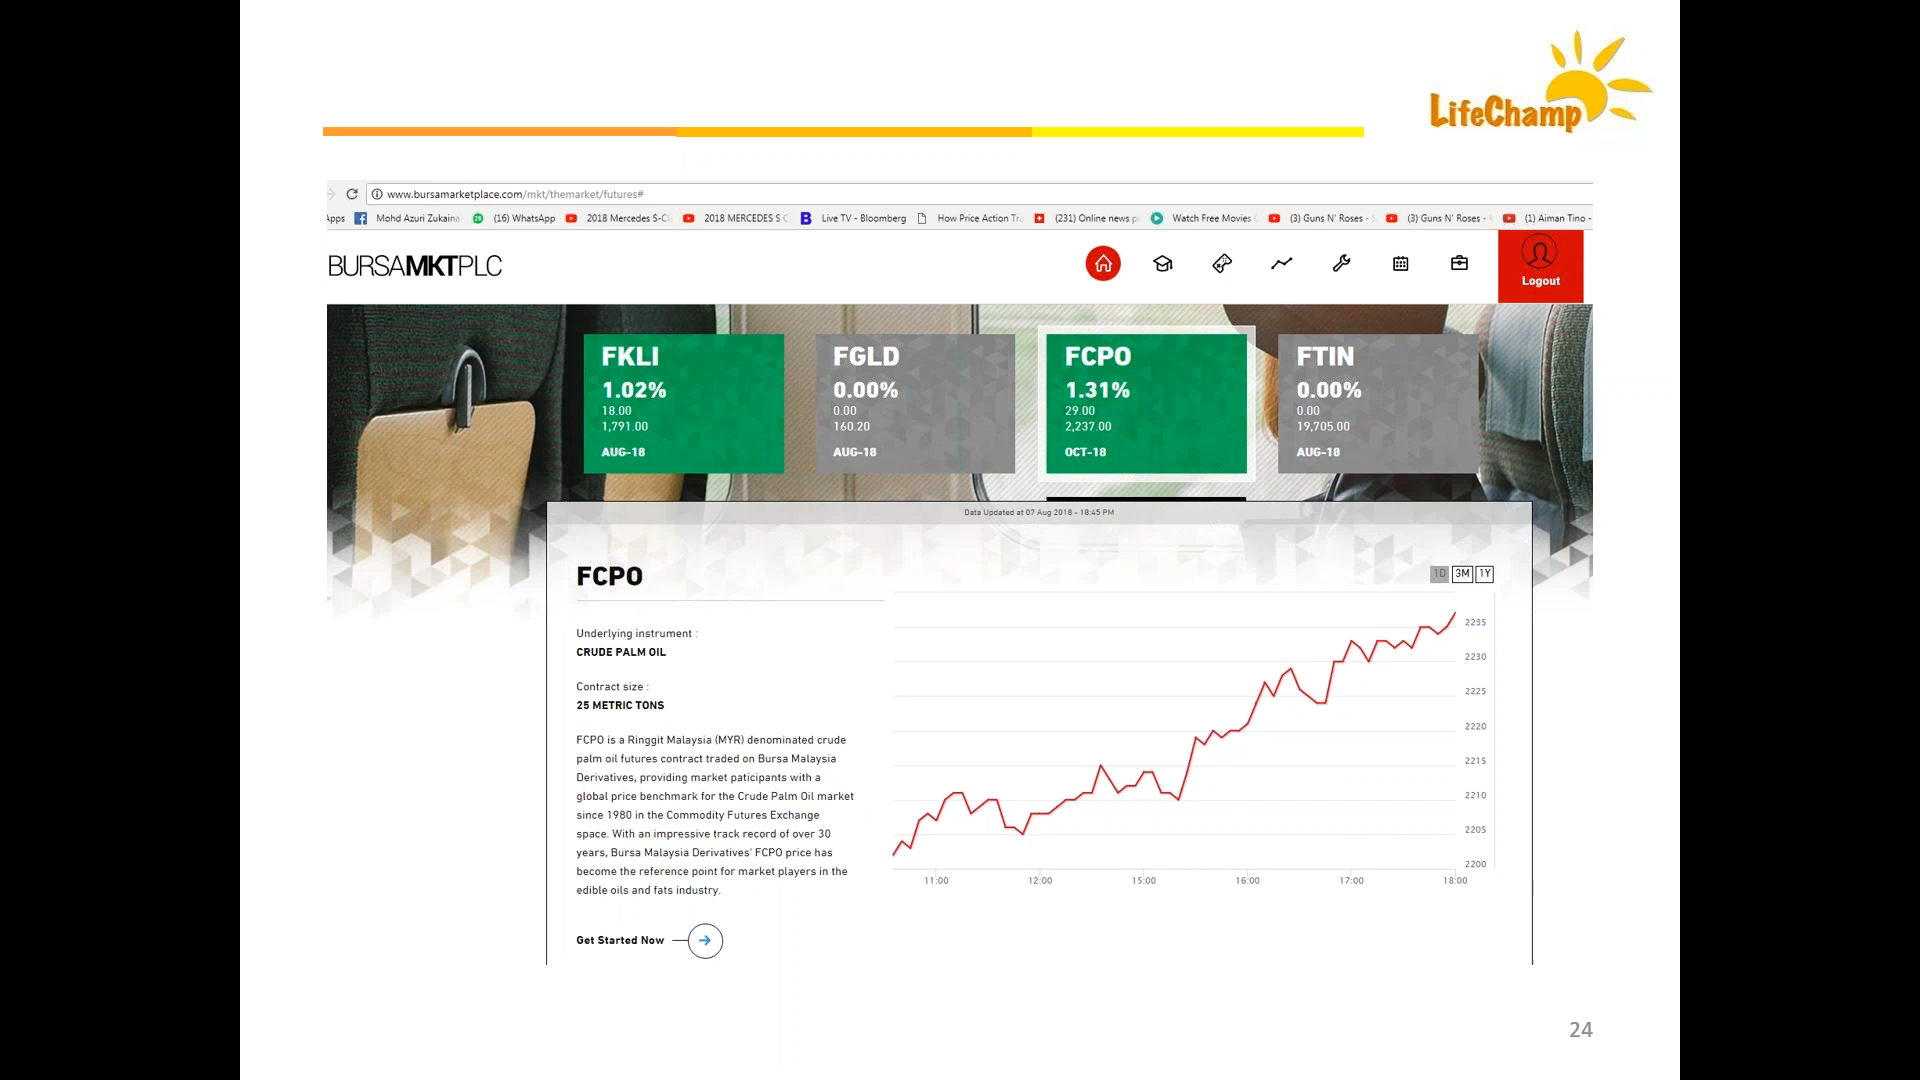 LifeChamp
www.bursamarketplace.com/mkt/themarket/futures#
Apps Mohd Azuri Zukaina (16) WhatsApp 2018 Mercedes S-Cl 2018 MERCEDES S C Live TV - Bloomberg How Price Action Tr (231) Online news p Watch Free Movies (3) Guns N' Roses - (3) Guns N' Roses - (1) Aiman Tino -
BURSAMKTPLC
Logout
FKLI
1.02%
18.00
1,791.00
AUG-18
FGLD
0.00%
0.00
160.20
AUG-18
FCPO
1.31%
29.00
2,237.00
OCT-18
FTIN
0.00%
0.00
19,705.00
AUG-18
Data Updated at 07 Aug 2018 - 18:45 PM
FCPO
1D 3M 1Y
Underlying instrument :
CRUDE PALM OIL
Contract size :
25 METRIC TONS
FCPO is a Ringgit Malaysia (MYR) denominated crude
palm oil futures contract traded on Bursa Malaysia
Derivatives, providing market paticipants with a
global price benchmark for the Crude Palm Oil market
since 1980 in the Commodity Futures Exchange
space. With an impressive track record of over 30
years, Bursa Malaysia Derivatives' FCPO price has
become the reference point for market players in the
edible oils and fats industry.
Get Started Now
2235
2230
2225
2220
2215
2210
2205
2200
11:00 12:00 15:00 16:00 17:00 18:00
24